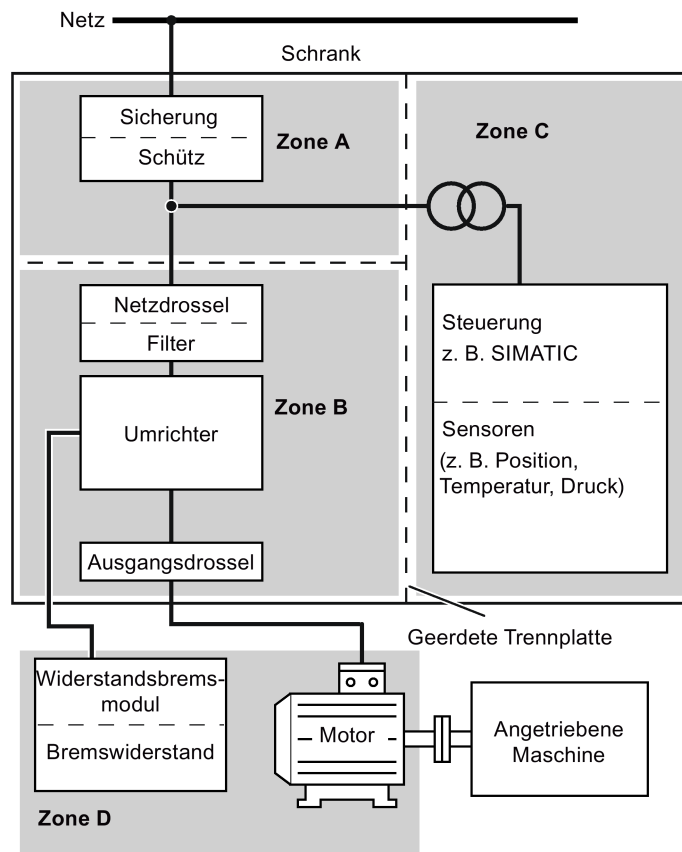 Netz
Schrank
Sicherung
Schütz
Zone A
Zone C
Netzdrossel
Filter
Steuerung
z. B. SIMATIC
Zone B
Umrichter
Sensoren
(z. B. Position,
Temperatur, Druck)
Ausgangsdrossel
Geerdete Trennplatte
Widerstandsbrems-
modul
Bremswiderstand
Motor
Angetriebene
Maschine
Zone D